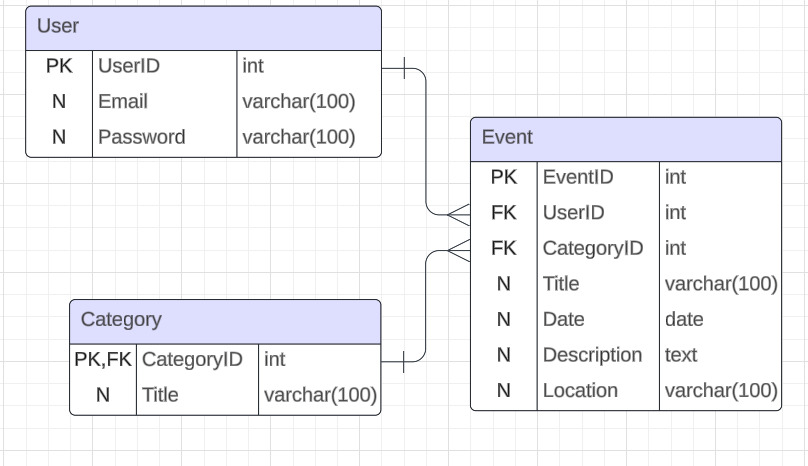 User
PK UserID int
N Email varchar(100)
N Password varchar(100)
Event
PK EventID int
FK UserID int
FK CategoryID int
N Title varchar(100)
N Date date
N Description text
N Location varchar(100)
Category
PK,FK CategoryID int
N Title varchar(100)